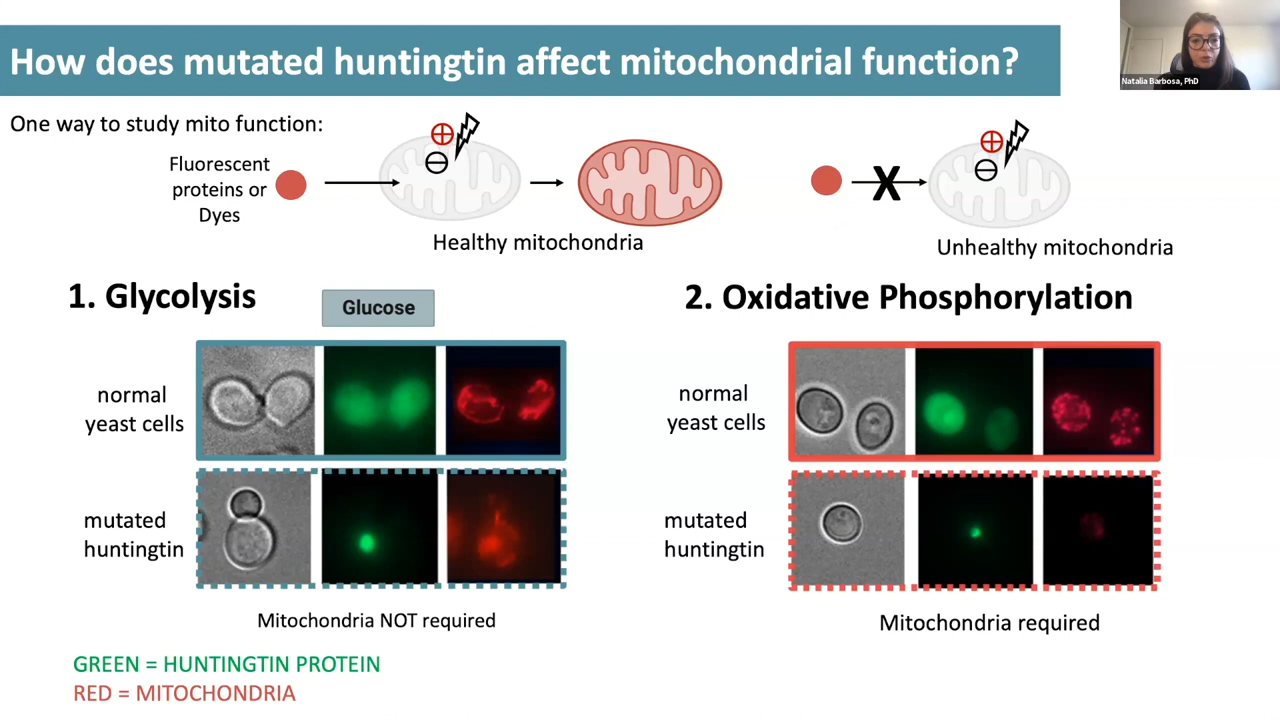 How does mutated huntingtin affect mitochondrial function?
Natalia Barbosa, PhD
One way to study mito function:
Fluorescent
proteins or
Dyes
Healthy mitochondria
X
Unhealthy mitochondria
1. Glycolysis
Glucose
normal
yeast cells
mutated
huntingtin
Mitochondria NOT required
2. Oxidative Phosphorylation
normal
yeast cells
mutated
huntingtin
Mitochondria required
GREEN = HUNTINGTIN PROTEIN
RED = MITOCHONDRIA